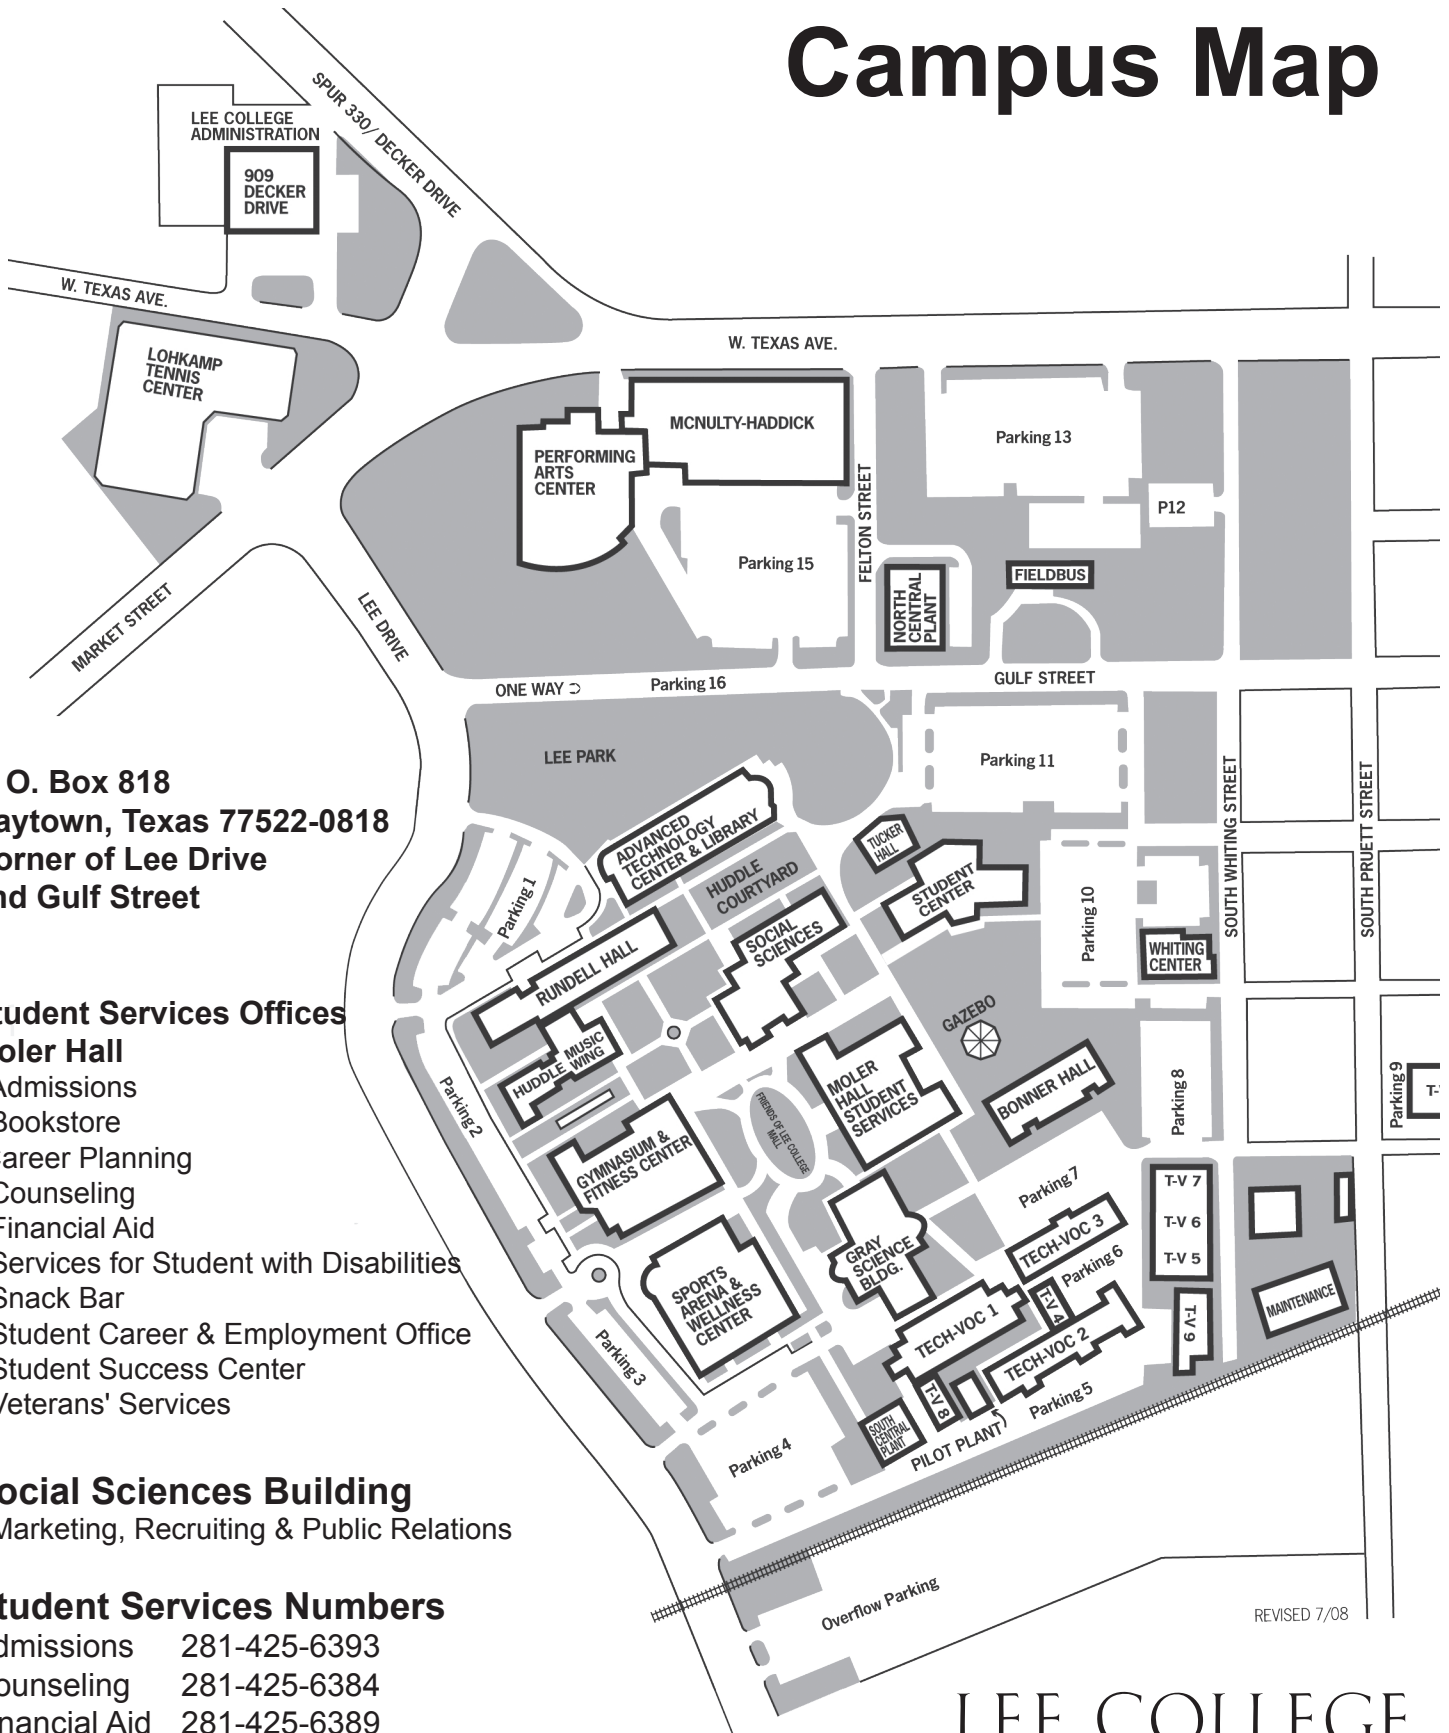 Campus Map
SPUR 330/ DECKER DRIVE
LEE COLLEGE
ADMINISTRATION
909
DECKER
DRIVE
W. TEXAS AVE.
LOHKAMP
TENNIS
CENTER
W. TEXAS AVE.
MCNULTY-HADDICK
PERFORMING
ARTS
CENTER
Parking 13
P12
FELTON STREET
Parking 15
FIELDBUS
NORTH
CENTRAL
PLANT
MARKET STREET
LEE DRIVE
ONE WAY
Parking 16
GULF STREET
LEE PARK
Parking 11
O. Box 818
aytown, Texas 77522-0818
orner of Lee Drive
nd Gulf Street
SOUTH WHITING STREET
SOUTH PRUETT STREET
ADVANCED
TECHNOLOGY
CENTER & LIBRARY
TUCKER
HALL
HUDDLE
COURTYARD
STUDENT
CENTER
Parking 1
Parking 10
SOCIAL
SCIENCES
RUNDELL HALL
WHITING
CENTER
GAZEBO
tudent Services Offices
oler Hall
Admissions
Bookstore
areer Planning
Counseling
Financial Aid
Services for Student with Disabilities
Snack Bar
Student Career & Employment Office
Student Success Center
Veterans' Services
MUSIC
WING
HUDDLE
Parking 2
MOLER
HALL
STUDENT
SERVICES
BONNER HALL
Parking 8
Parking 9
T-
FRIENDS OF LEE COLLEGE
MALL
GYMNASIUM &
FITNESS CENTER
Parking 7
T-V 7
T-V 6
T-V 5
TECH-VOC 3
GRAY
SCIENCE
BLDG.
Parking 6
SPORTS
ARENA &
WELLNESS
CENTER
T-V 4
MAINTENANCE
TECH-VOC 1
T-V 9
TECH-VOC 2
Parking 3
T-V 8
Parking 5
SOUTH
CENTRAL
PLANT
PILOT PLANT
Parking 4
ocial Sciences Building
Marketing, Recruiting & Public Relations
Overflow Parking
tudent Services Numbers
dmissions 281-425-6393
ounseling 281-425-6384
nancial Aid 281-425-6389
REVISED 7/08
LEE COLLEGE